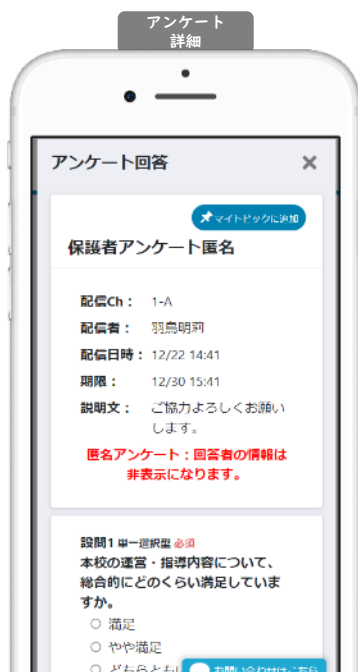 アンケート
詳細
アンケート回答 ×
マイトピックに追加
保護者アンケート匿名
配信Ch： 1-A
配信者： 羽鳥明莉
配信日時： 12/22 14:41
期限： 12/30 15:41
説明文： ご協力よろしくお願い
します。
匿名アンケート：回答者の情報は
非表示になります。
設問1 単一選択型 必須
本校の運営・指導内容について、
総合的にどのくらい満足していま
すか。
満足
やや満足
どちらとも
お問い合わせはこちら